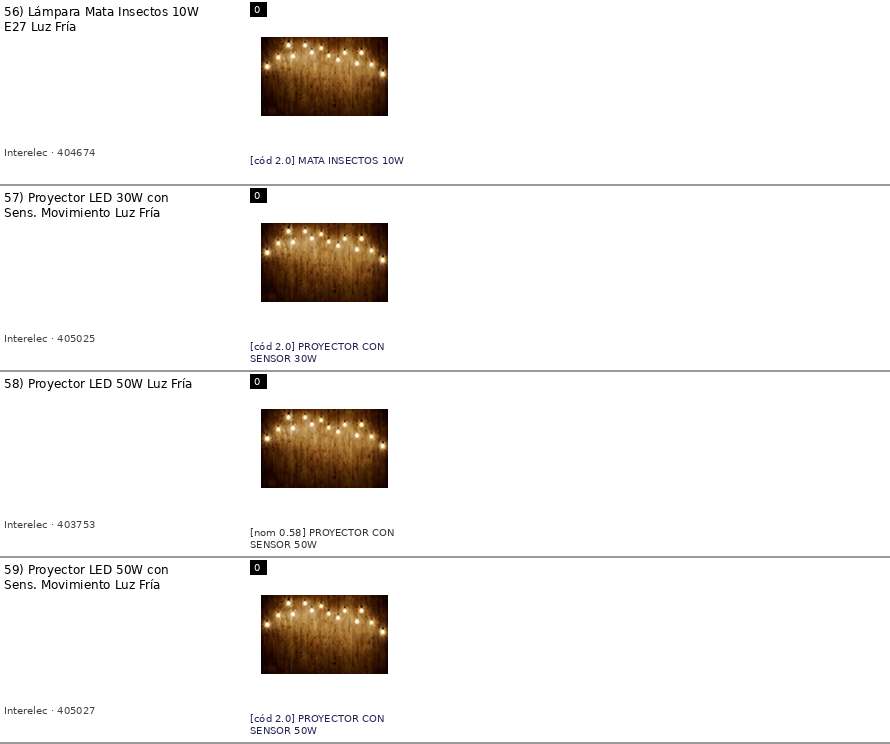 56) Lámpara Mata Insectos 10W
E27 Luz Fría
Interelec · 404674
0
[cód 2.0] MATA INSECTOS 10W
57) Proyector LED 30W con
Sens. Movimiento Luz Fría
Interelec · 405025
0
[cód 2.0] PROYECTOR CON
SENSOR 30W
58) Proyector LED 50W Luz Fría
Interelec · 403753
0
[nom 0.58] PROYECTOR CON
SENSOR 50W
59) Proyector LED 50W con
Sens. Movimiento Luz Fría
Interelec · 405027
0
[cód 2.0] PROYECTOR CON
SENSOR 50W